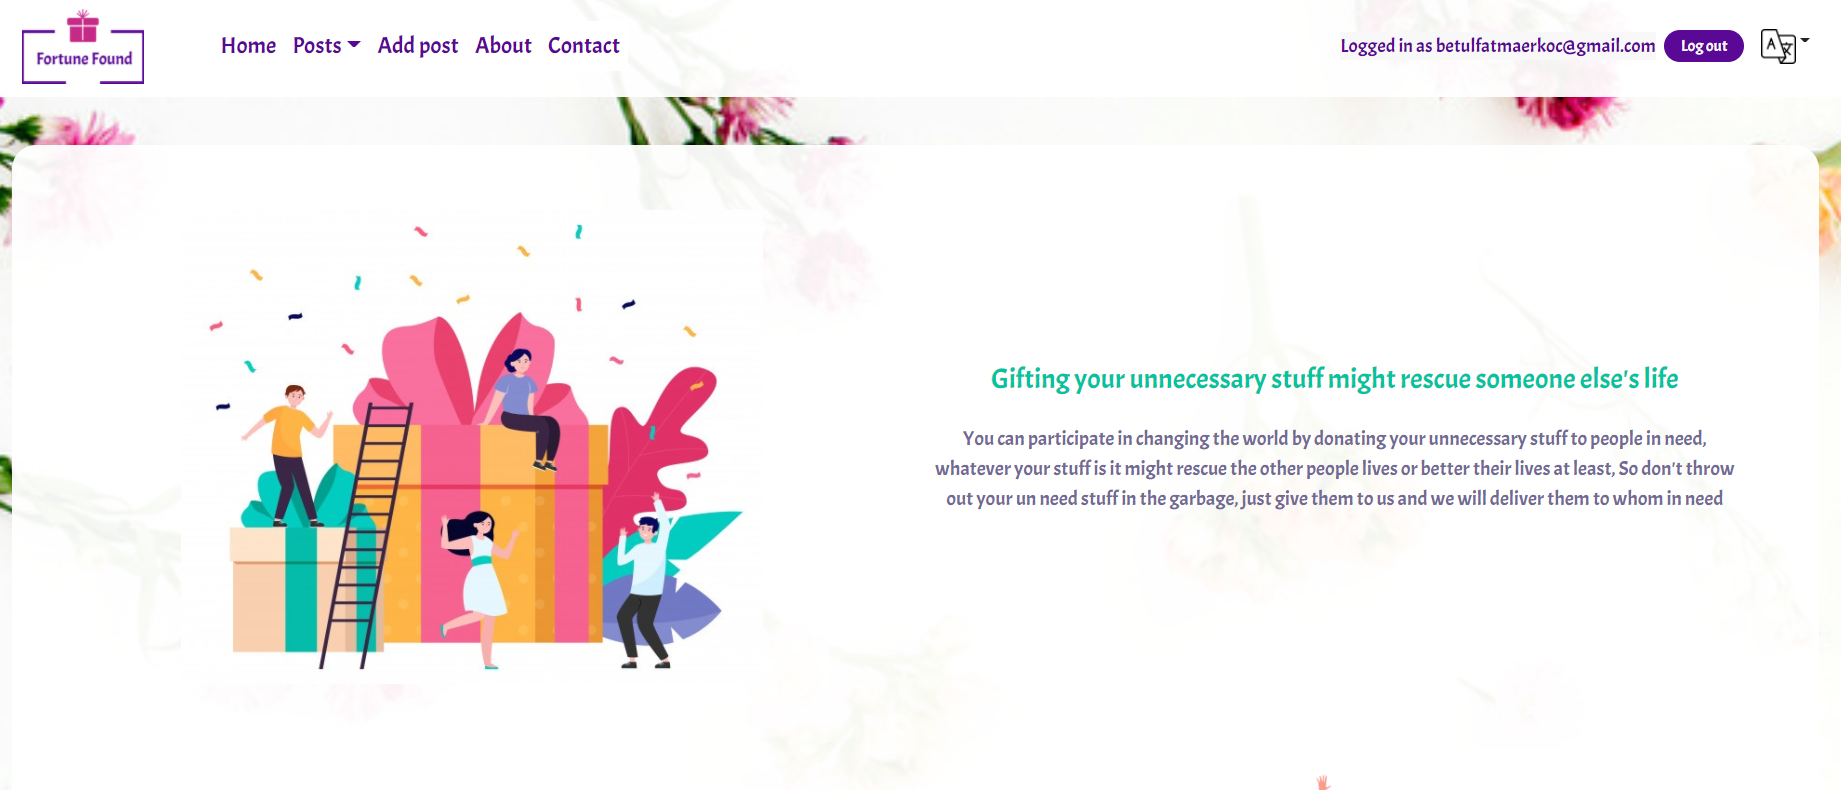 Fortune Found
Home Posts Add post About Contact
Logged in as betulfatmaerkoc@gmail.com Log out A 文
Gifting your unnecessary stuff might rescue someone else's life
You can participate in changing the world by donating your unnecessary stuff to people in need,
whatever your stuff is it might rescue the other people lives or better their lives at least, So don't throw
out your un need stuff in the garbage, just give them to us and we will deliver them to whom in need